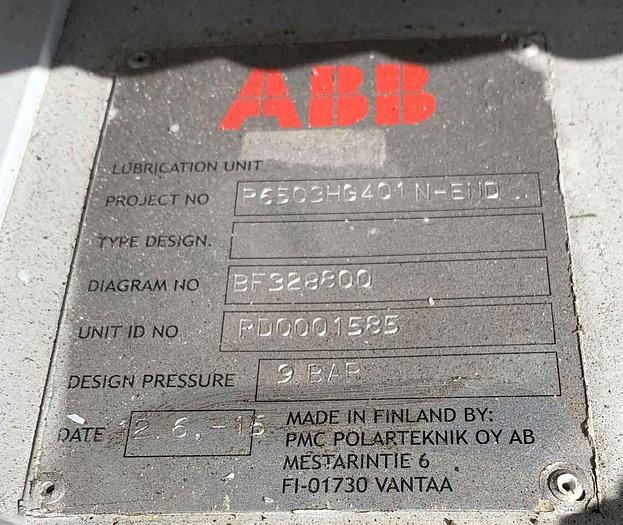 ABB
LUBRICATION UNIT
PROJECT NO P6503HG401 N-END
TYPE DESIGN.
DIAGRAM NO BF328800
UNIT ID NO PD0001585
DESIGN PRESSURE 9 BAR
DATE 12.6.-15
MADE IN FINLAND BY:
PMC POLARTEKNIK OY AB
MESTARINTIE 6
FI-01730 VANTAA